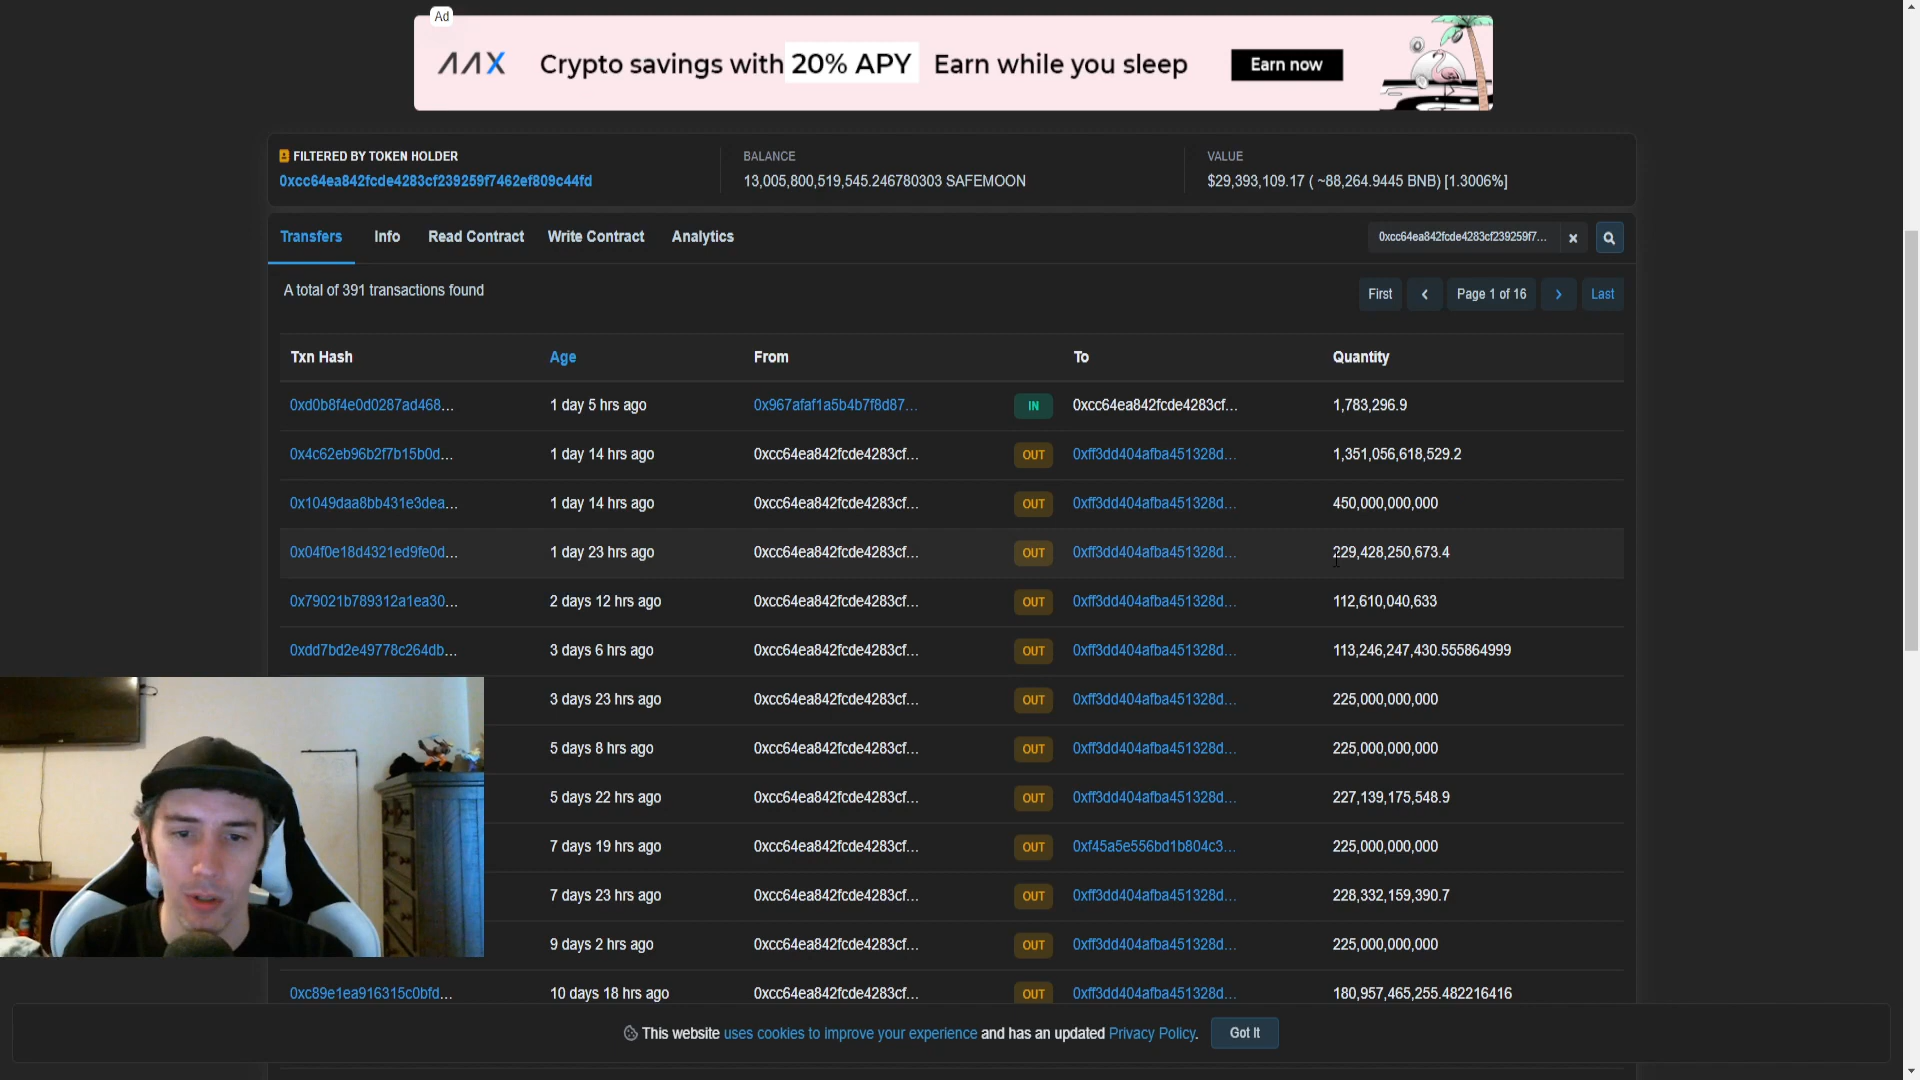 Ad
AAX Crypto savings with 20% APY Earn while you sleep Earn now
FILTERED BY TOKEN HOLDER BALANCE VALUE
0xcc64ea842fcde4283cf239259f7462ef809c44fd 13,005,800,519,545.246780303 SAFEMOON $29,393,109.17 ( ~88,264.9445 BNB) [1.3006%]
Transfers Info Read Contract Write Contract Analytics 0xcc64ea842fcde4283cf239259f7...
A total of 391 transactions found First Page 1 of 16 Last
Txn Hash Age From To Quantity
0xd0b8f4e0d0287ad468... 1 day 5 hrs ago 0x967afaf1a5b4b7f8d87... IN 0xcc64ea842fcde4283cf... 1,783,296.9
0x4c62eb96b2f7b15b0d... 1 day 14 hrs ago 0xcc64ea842fcde4283cf... OUT 0xff3dd404afba451328d... 1,351,056,618,529.2
0x1049daa8bb431e3dea... 1 day 14 hrs ago 0xcc64ea842fcde4283cf... OUT 0xff3dd404afba451328d... 450,000,000,000
0x04f0e18d4321ed9fe0d... 1 day 23 hrs ago 0xcc64ea842fcde4283cf... OUT 0xff3dd404afba451328d... 229,428,250,673.4
0x79021b789312a1ea30... 2 days 12 hrs ago 0xcc64ea842fcde4283cf... OUT 0xff3dd404afba451328d... 112,610,040,633
0xdd7bd2e49778c264db... 3 days 6 hrs ago 0xcc64ea842fcde4283cf... OUT 0xff3dd404afba451328d... 113,246,247,430.555864999
3 days 23 hrs ago 0xcc64ea842fcde4283cf... OUT 0xff3dd404afba451328d... 225,000,000,000
5 days 8 hrs ago 0xcc64ea842fcde4283cf... OUT 0xff3dd404afba451328d... 225,000,000,000
5 days 22 hrs ago 0xcc64ea842fcde4283cf... OUT 0xff3dd404afba451328d... 227,139,175,548.9
7 days 19 hrs ago 0xcc64ea842fcde4283cf... OUT 0xf45a5e556bd1b804c3... 225,000,000,000
7 days 23 hrs ago 0xcc64ea842fcde4283cf... OUT 0xff3dd404afba451328d... 228,332,159,390.7
9 days 2 hrs ago 0xcc64ea842fcde4283cf... OUT 0xff3dd404afba451328d... 225,000,000,000
0xc89e1ea916315c0bfd... 10 days 18 hrs ago 0xcc64ea842fcde4283cf... OUT 0xff3dd404afba451328d... 180,957,465,255.482216416
This website uses cookies to improve your experience and has an updated Privacy Policy. Got It